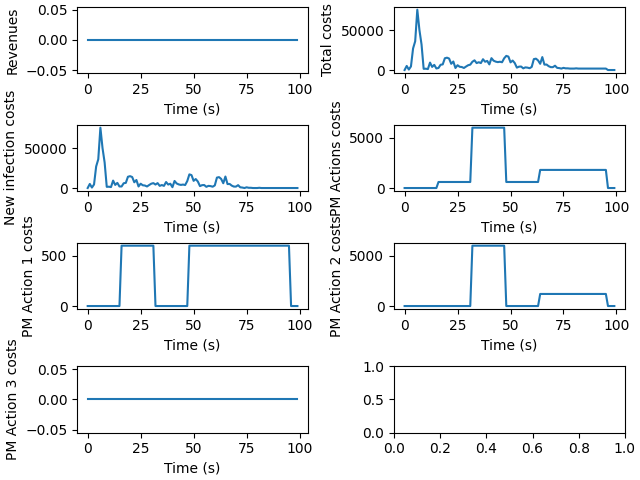 Revenues
0.05
0.00
−0.05
0 25 50 75 100
Time (s)
Total costs
50000
0
0 25 50 75 100
Time (s)
New infection costs
50000
0
0 25 50 75 100
Time (s)
PM Actions costs
5000
0
0 25 50 75 100
Time (s)
PM Action 1 costs
500
0
0 25 50 75 100
Time (s)
PM Action 2 costs
5000
0
0 25 50 75 100
Time (s)
PM Action 3 costs
0.05
0.00
−0.05
0 25 50 75 100
Time (s)
1.0
0.5
0.0
0.0 0.2 0.4 0.6 0.8 1.0